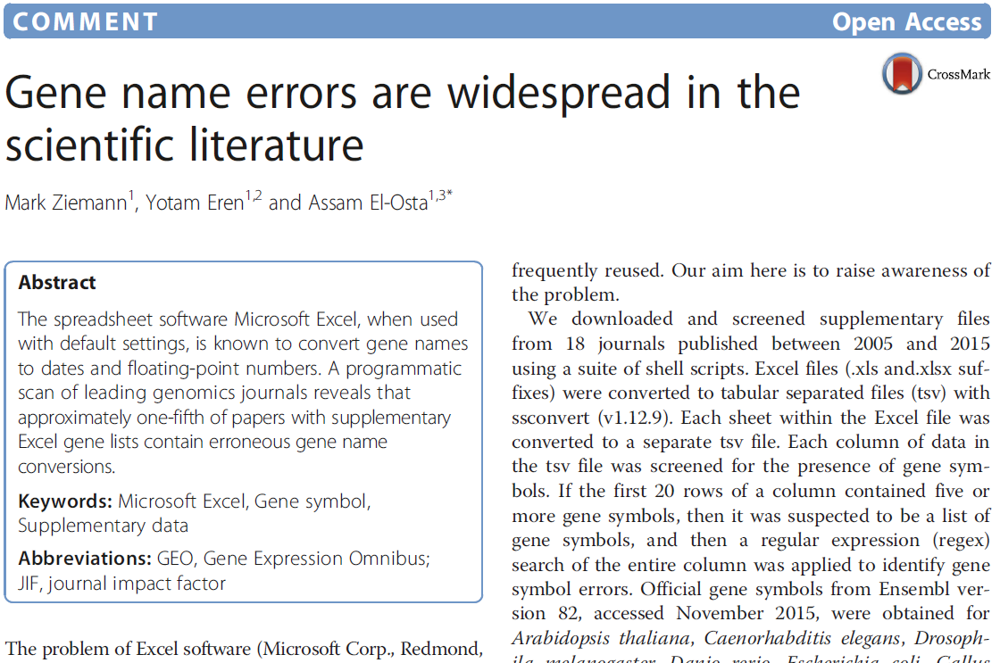 COMMENT
Open Access
CrossMark
Gene name errors are widespread in the
scientific literature
Mark Ziemann1, Yotam Eren1,2 and Assam El-Osta1,3*
Abstract
The spreadsheet software Microsoft Excel, when used
with default settings, is known to convert gene names
to dates and floating-point numbers. A programmatic
scan of leading genomics journals reveals that
approximately one-fifth of papers with supplementary
Excel gene lists contain erroneous gene name
conversions.
Keywords: Microsoft Excel, Gene symbol,
Supplementary data
Abbreviations: GEO, Gene Expression Omnibus;
JIF, journal impact factor
The problem of Excel software (Microsoft Corp., Redmond,
frequently reused. Our aim here is to raise awareness of
the problem.
We downloaded and screened supplementary files
from 18 journals published between 2005 and 2015
using a suite of shell scripts. Excel files (.xls and.xlsx suf-
fixes) were converted to tabular separated files (tsv) with
ssconvert (v1.12.9). Each sheet within the Excel file was
converted to a separate tsv file. Each column of data in
the tsv file was screened for the presence of gene sym-
bols. If the first 20 rows of a column contained five or
more gene symbols, then it was suspected to be a list of
gene symbols, and then a regular expression (regex)
search of the entire column was applied to identify gene
symbol errors. Official gene symbols from Ensembl ver-
sion 82, accessed November 2015, were obtained for
Arabidopsis thaliana, Caenorhabditis elegans, Drosoph-
ila melanogaster, Danio rerio, Escherichia coli, Gallus